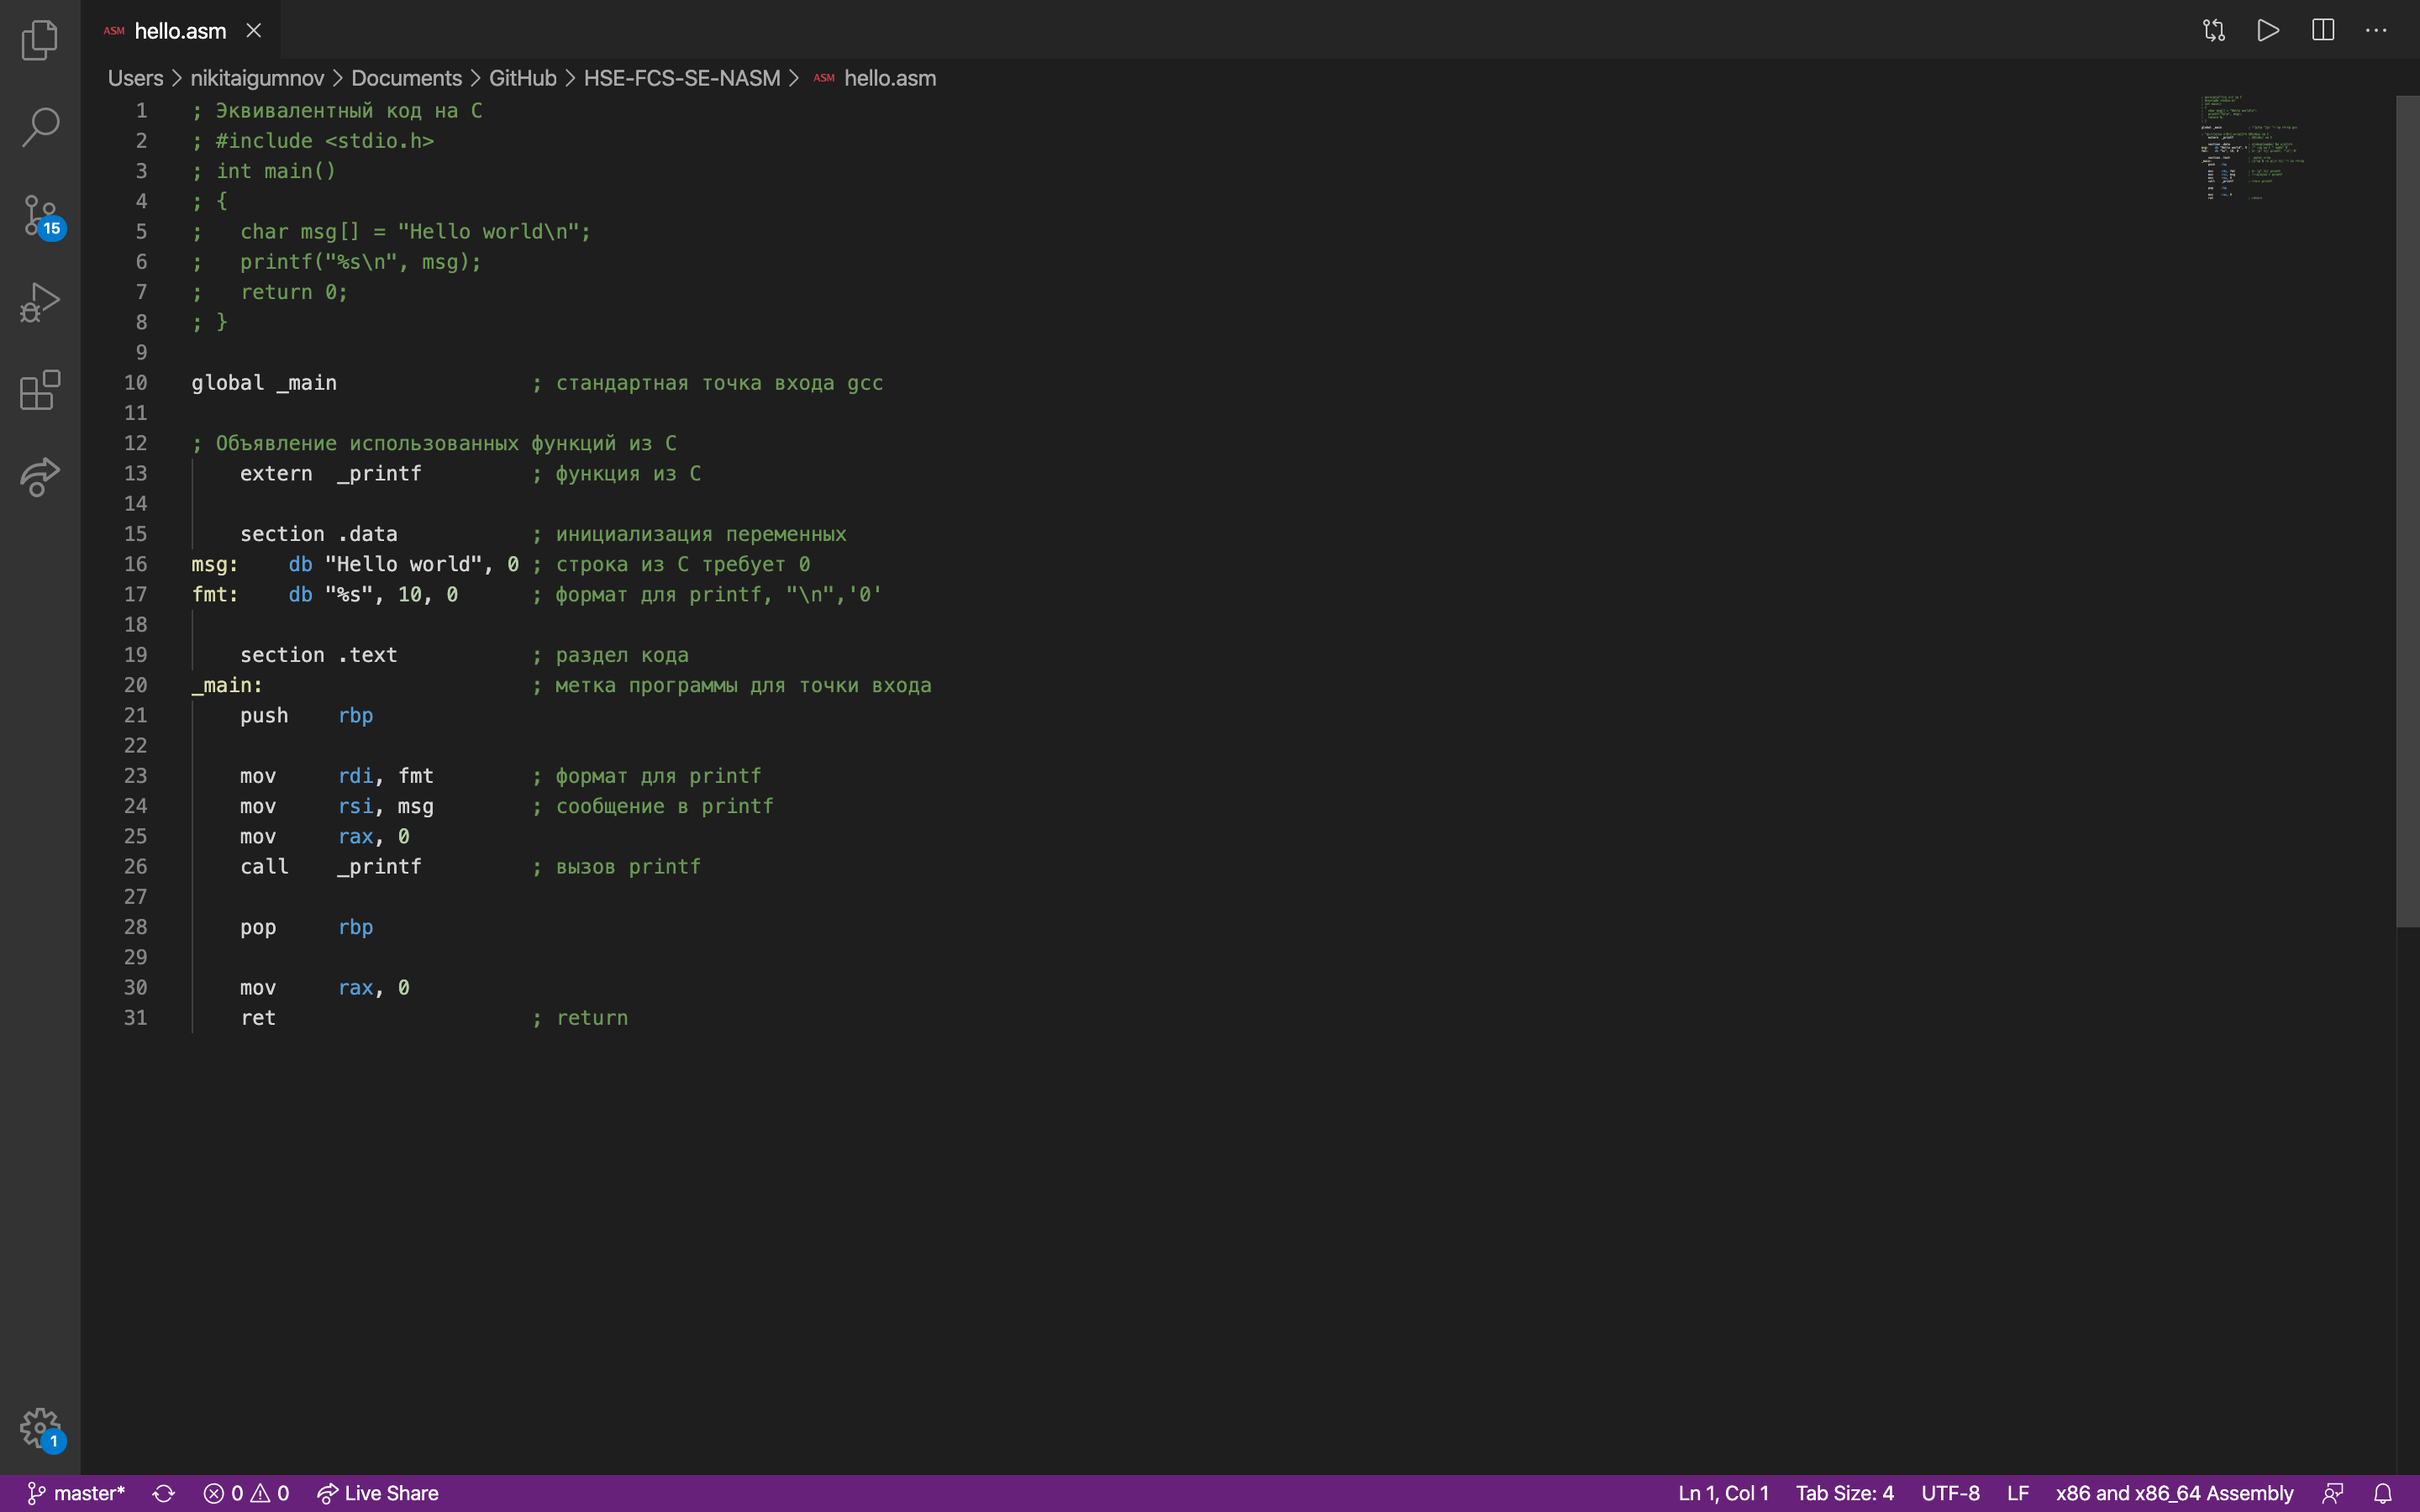 ASM hello.asm
Users > nikitaigumnov > Documents > GitHub > HSE-FCS-SE-NASM > ASM hello.asm
1 ; Эквивалентный код на C
2 ; #include <stdio.h>
3 ; int main()
4 ; {
5 ;   char msg[] = "Hello world\n";
6 ;   printf("%s\n", msg);
7 ;   return 0;
8 ; }
9
10 global _main                ; стандартная точка входа gcc
11
12 ; Объявление использованных функций из C
13     extern  _printf         ; функция из C
14
15     section .data           ; инициализация переменных
16 msg:    db "Hello world", 0 ; строка из C требует 0
17 fmt:    db "%s", 10, 0      ; формат для printf, "\n",'0'
18
19     section .text           ; раздел кода
20 _main:                      ; метка программы для точки входа
21     push    rbp
22
23     mov     rdi, fmt        ; формат для printf
24     mov     rsi, msg        ; сообщение в printf
25     mov     rax, 0
26     call    _printf         ; вызов printf
27
28     pop     rbp
29
30     mov     rax, 0
31     ret                     ; return
15
1
master* 0 0 Live Share Ln 1, Col 1 Tab Size: 4 UTF-8 LF x86 and x86_64 Assembly